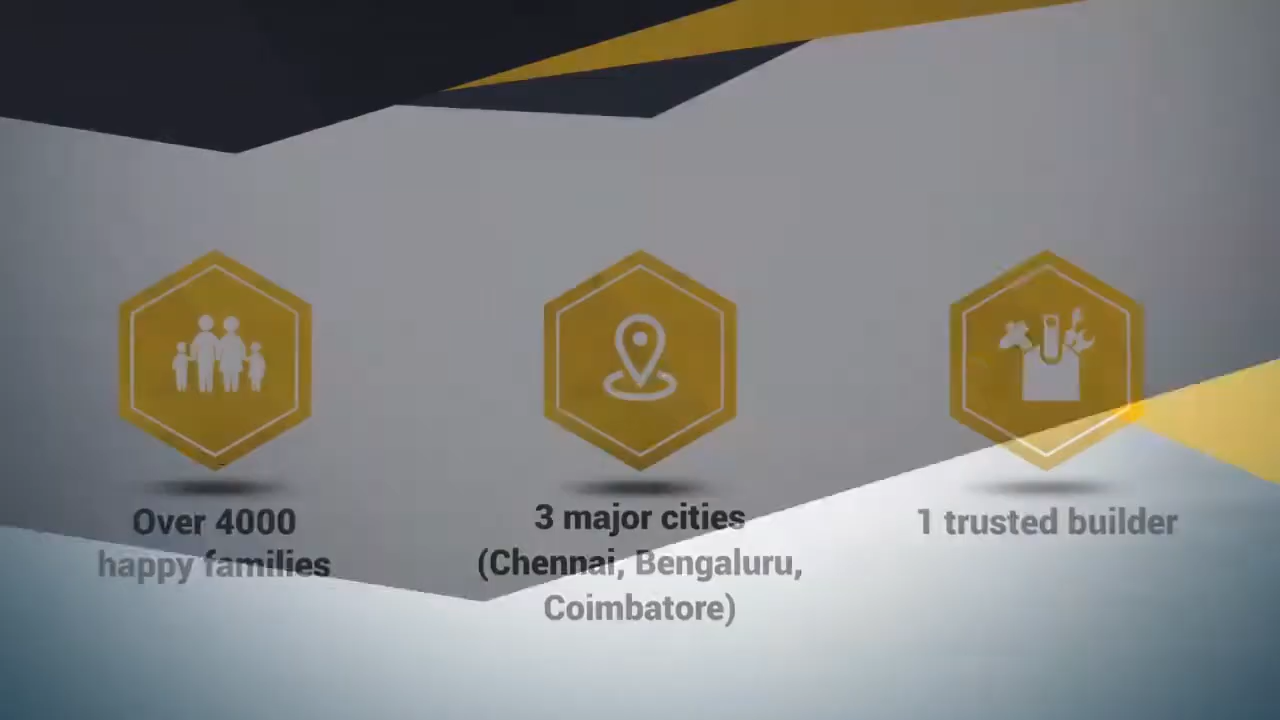 Over 4000
happy families
3 major cities
(Chennai, Bengaluru,
Coimbatore)
1 trusted builder